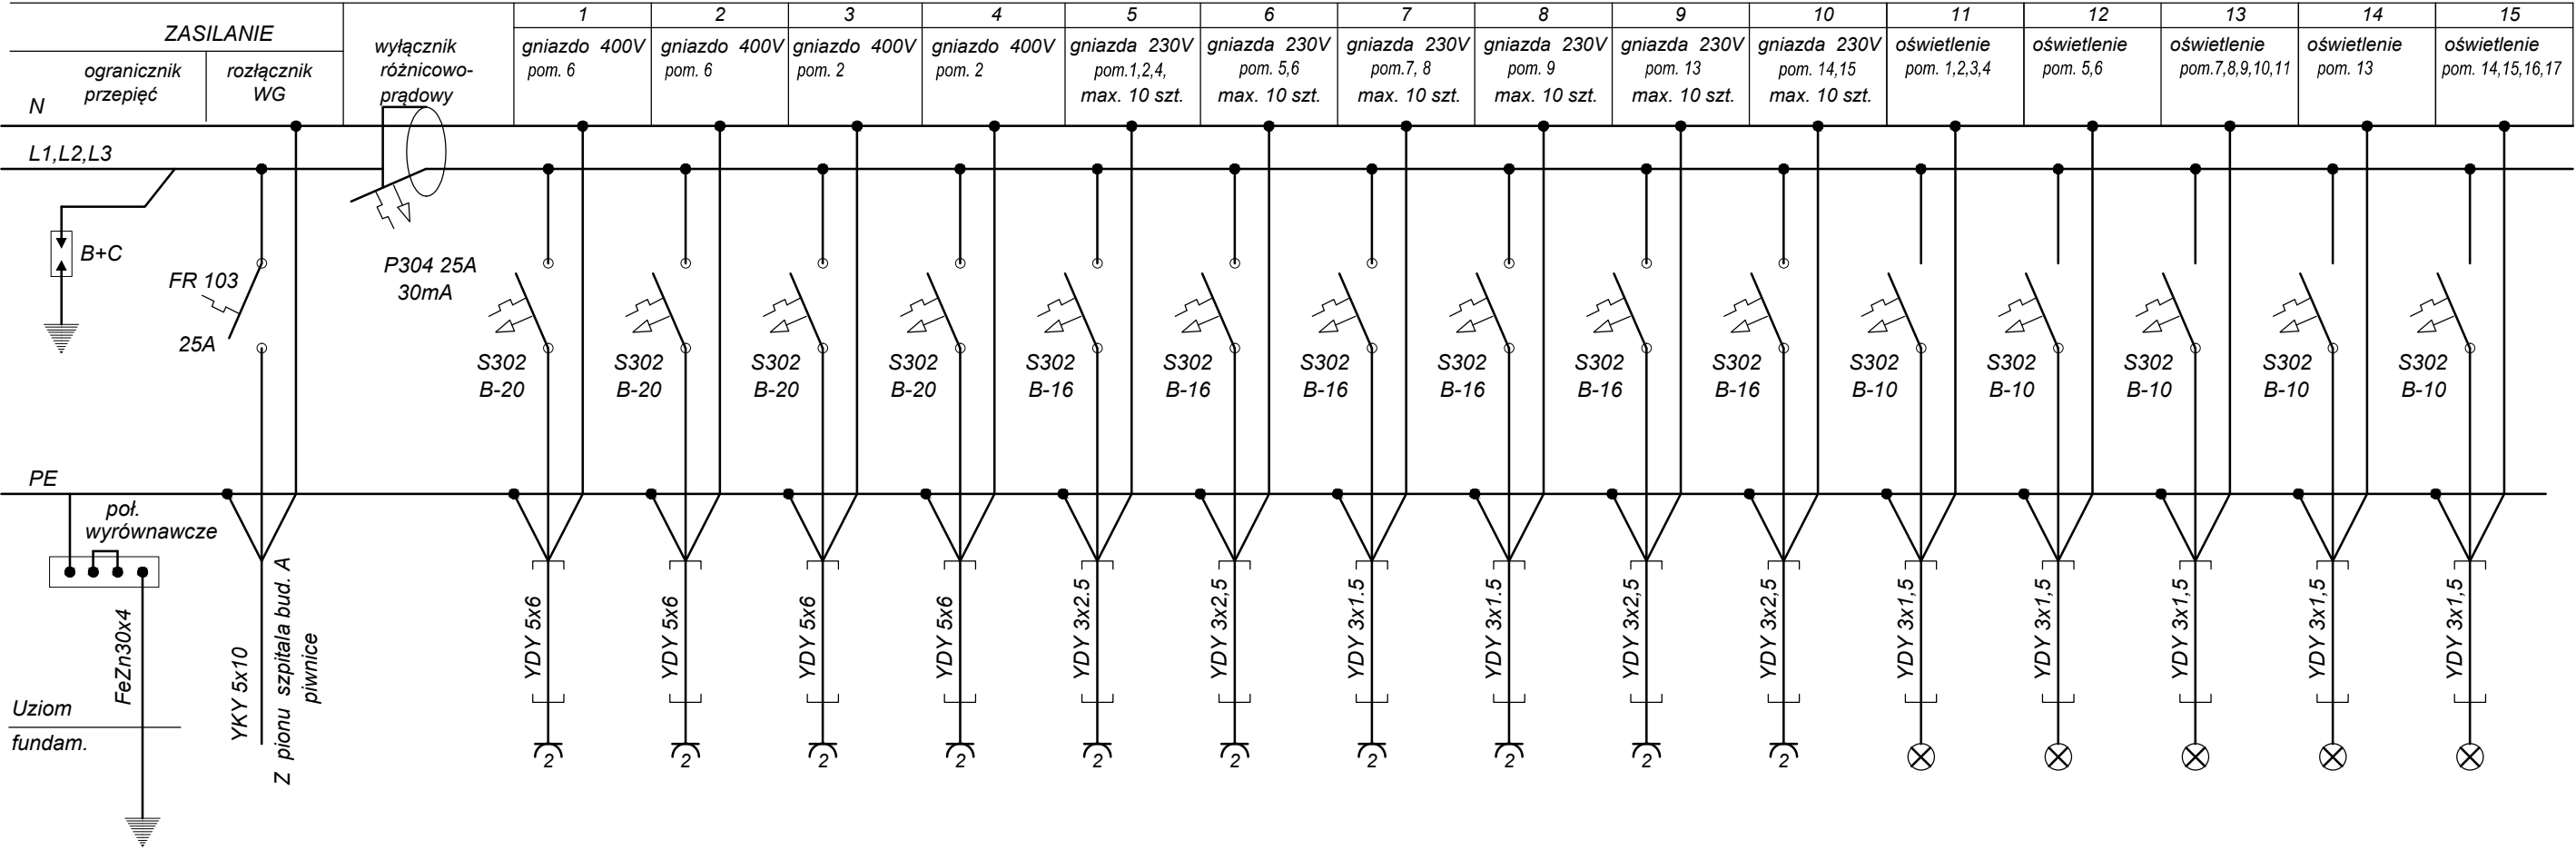 ZASILANIE
ogranicznik
przepięć
rozłącznik
WG
wyłącznik
różnicowo-
prądowy
1
gniazdo 400V
pom. 6
2
gniazdo 400V
pom. 6
3
gniazdo 400V
pom. 2
4
gniazdo 400V
pom. 2
5
gniazda 230V
pom.1,2,4,
max. 10 szt.
6
gniazda 230V
pom. 5,6
max. 10 szt.
7
gniazda 230V
pom.7, 8
max. 10 szt.
8
gniazda 230V
pom. 9
max. 10 szt.
9
gniazda 230V
pom. 13
max. 10 szt.
10
gniazda 230V
pom. 14,15
max. 10 szt.
11
oświetlenie
pom. 1,2,3,4
12
oświetlenie
pom. 5,6
13
oświetlenie
pom.7,8,9,10,11
14
oświetlenie
pom. 13
15
oświetlenie
pom. 14,15,16,17
N
L1,L2,L3
B+C
FR 103
25A
P304 25A
30mA
S302
B-20
S302
B-20
S302
B-20
S302
B-20
S302
B-16
S302
B-16
S302
B-16
S302
B-16
S302
B-16
S302
B-16
S302
B-10
S302
B-10
S302
B-10
S302
B-10
S302
B-10
PE
poł.
wyrównawcze
FeZn30x4
Uziom
fundam.
YKY 5x10
Z pionu szpitala bud. A
piwnice
YDY 5x6
YDY 5x6
YDY 5x6
YDY 5x6
YDY 3x2.5
YDY 3x2,5
YDY 3x1.5
YDY 3x1.5
YDY 3x2,5
YDY 3x2,5
YDY 3x1,5
YDY 3x1,5
YDY 3x1,5
YDY 3x1,5
YDY 3x1,5
2
2
2
2
2
2
2
2
2
2